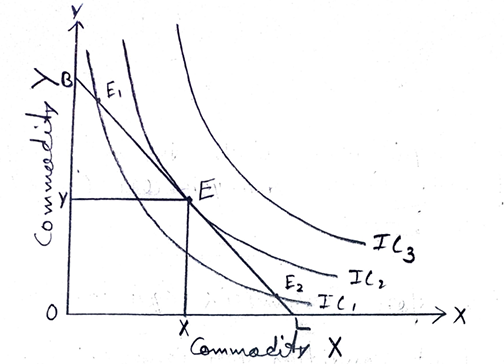 Y
B
E₁
Commodity Y
Y
E
IC₃
IC₂
E₂
IC₁
O
X
L
X
Commodity X